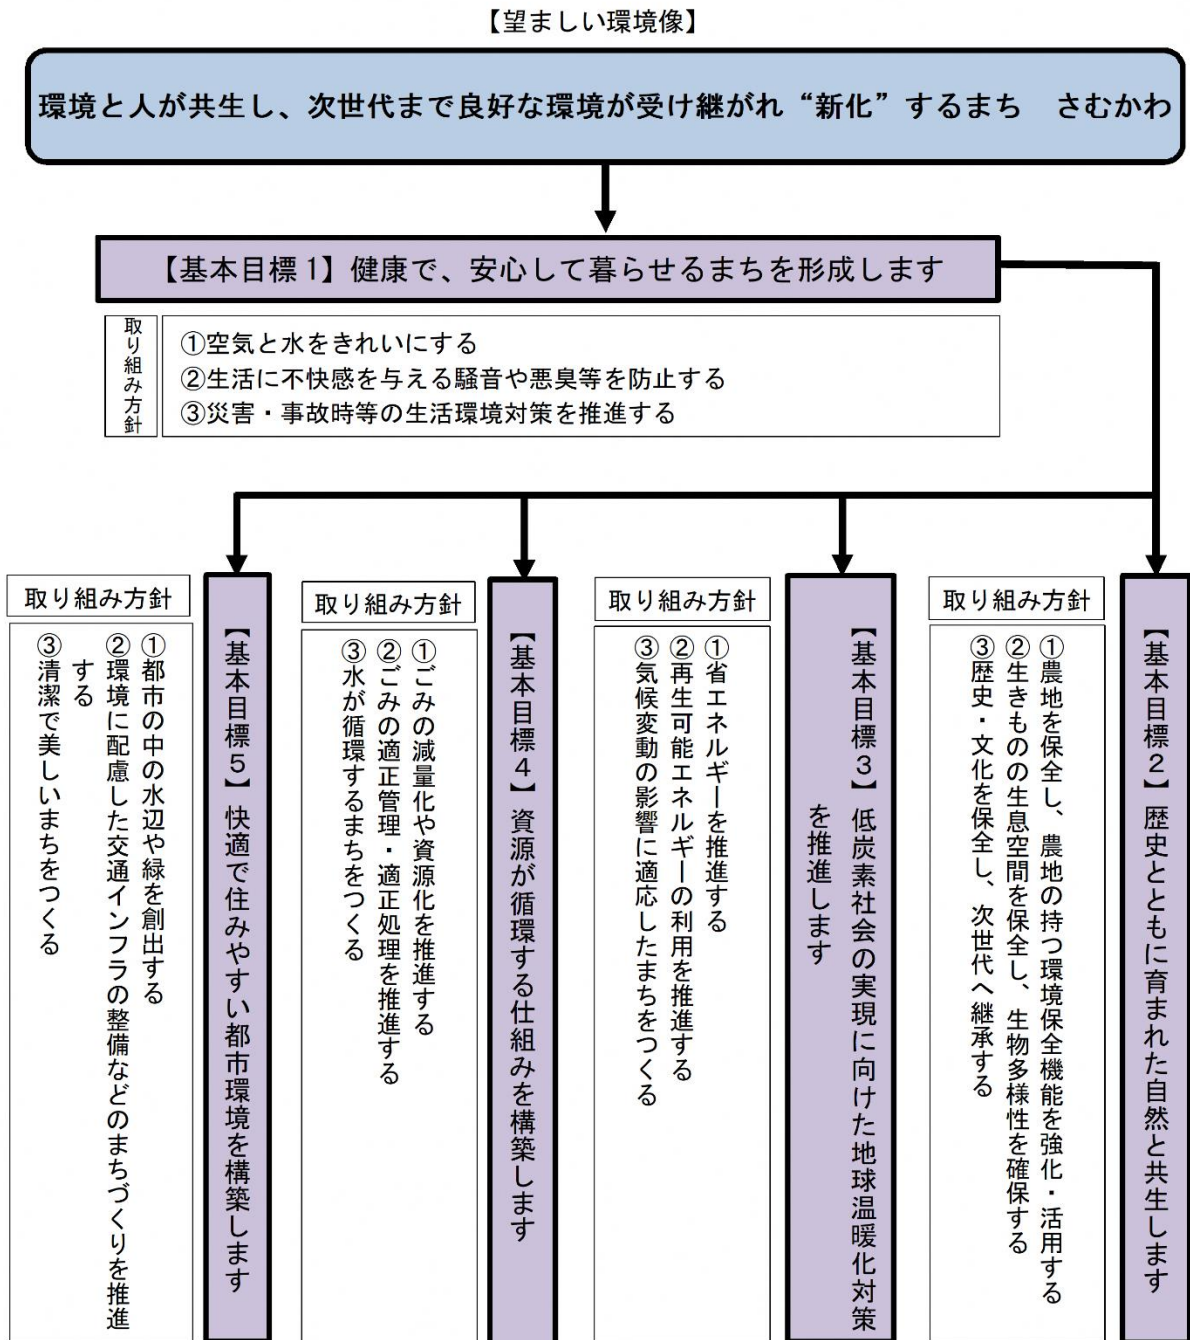 【望ましい環境像】
環境と人が共生し、次世代まで良好な環境が受け継がれ“新化”するまち　さむかわ
【基本目標１】健康で、安心して暮らせるまちを形成します
取り組み方針
①空気と水をきれいにする
②生活に不快感を与える騒音や悪臭等を防止する
③災害・事故時等の生活環境対策を推進する
【基本目標２】歴史とともに育まれた自然と共生します
取り組み方針
①農地を保全し、農地の持つ環境保全機能を強化・活用する
②生きものの生息空間を保全し、生物多様性を確保する
③歴史・文化を保全し、次世代へ継承する
【基本目標３】低炭素社会の実現に向けた地球温暖化対策
を推進します
取り組み方針
①省エネルギーを推進する
②再生可能エネルギーの利用を推進する
③気候変動の影響に適応したまちをつくる
【基本目標４】資源が循環する仕組みを構築します
取り組み方針
①ごみの減量化や資源化を推進する
②ごみの適正管理・適正処理を推進する
③水が循環するまちをつくる
【基本目標５】快適で住みやすい都市環境を構築します
取り組み方針
①都市の中の水辺や緑を創出する
②環境に配慮した交通インフラの整備などのまちづくりを推進
する
③清潔で美しいまちをつくる